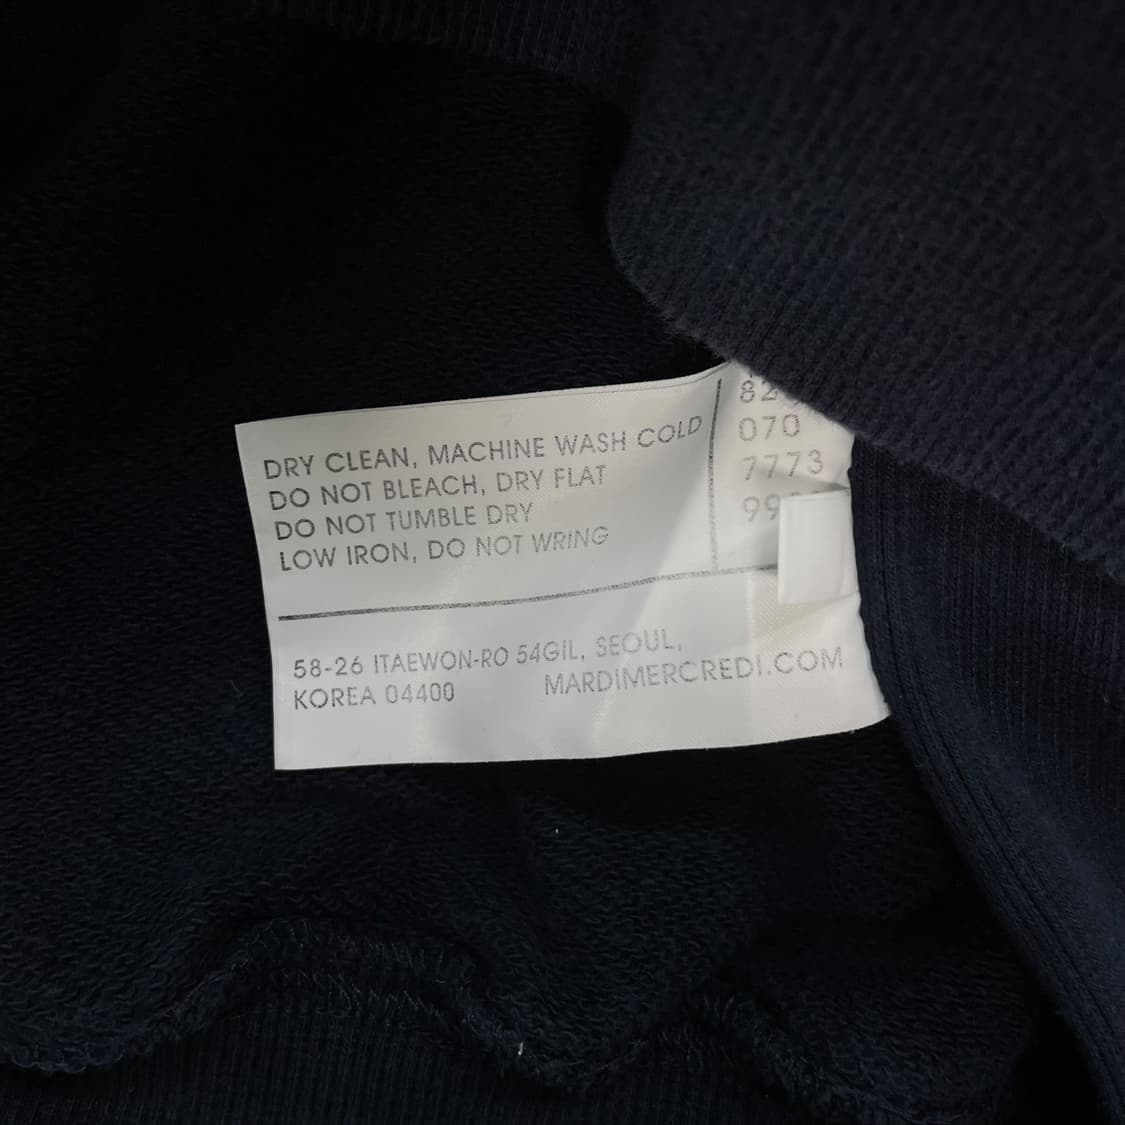 DRY CLEAN, MACHINE WASH COLD
DO NOT BLEACH, DRY FLAT
DO NOT TUMBLE DRY
LOW IRON, DO NOT WRING
070
7773
58-26 ITAEWON-RO 54GIL, SEOUL,
KOREA 04400 MARDIMERCREDI.COM